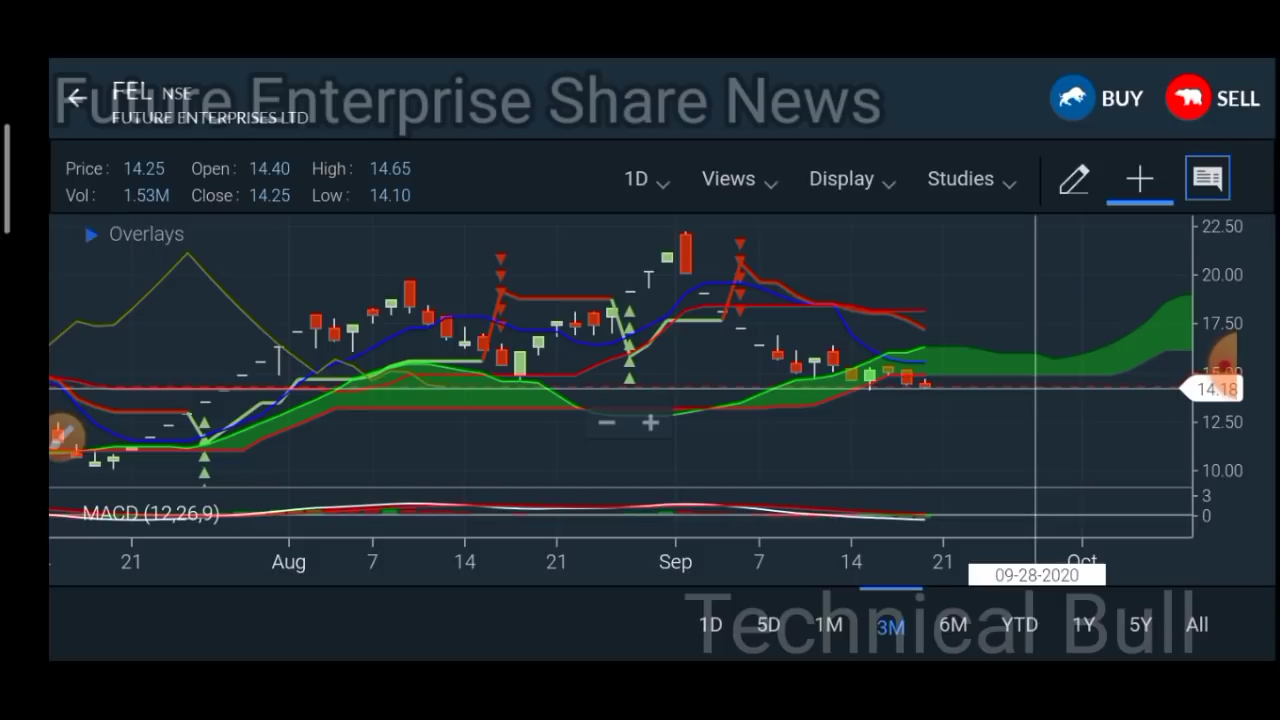 Future Enterprise Share News
FEL NSE
FUTURE ENTERPRISES LTD
BUY
SELL
Price: 14.25 Open: 14.40 High: 14.65
Vol: 1.53M Close: 14.25 Low: 14.10
1D Views Display Studies
Overlays
22.50
20.00
17.50
15.00
14.18
12.50
10.00
MACD (12,26,9)
3
0
21 Aug 7 14 21 Sep 7 14 21 Oct
09-28-2020
Technical Bull
1D 5D 1M 3M 6M YTD 1Y 5Y All